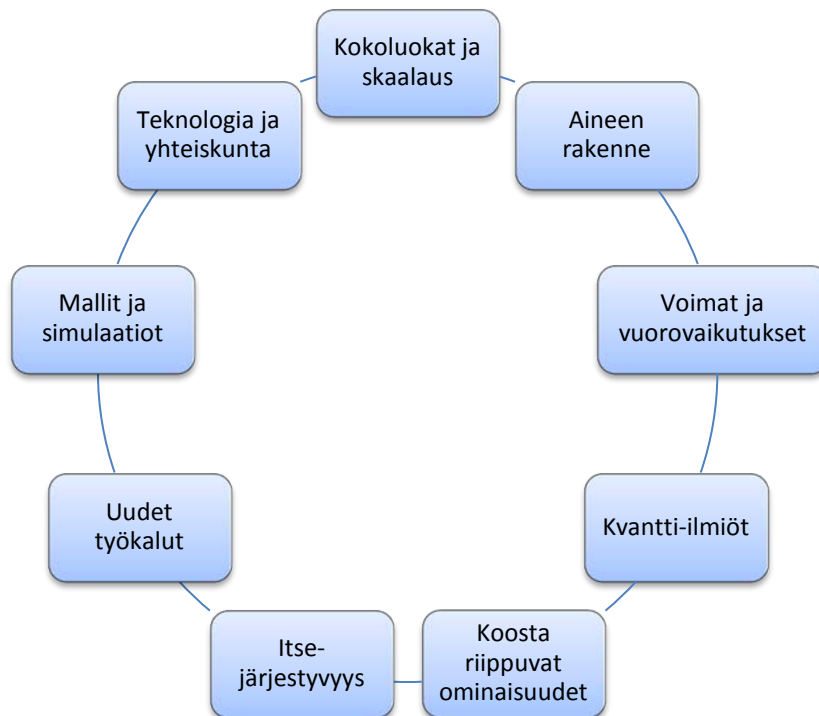 Kokoluokat ja
skaalaus
Aineen
rakenne
Voimat ja
vuorovaikutukset
Kvantti-ilmiöt
Koosta
riippuvat
ominaisuudet
Itse-
järjestyvyys
Uudet
työkalut
Mallit ja
simulaatiot
Teknologia ja
yhteiskunta